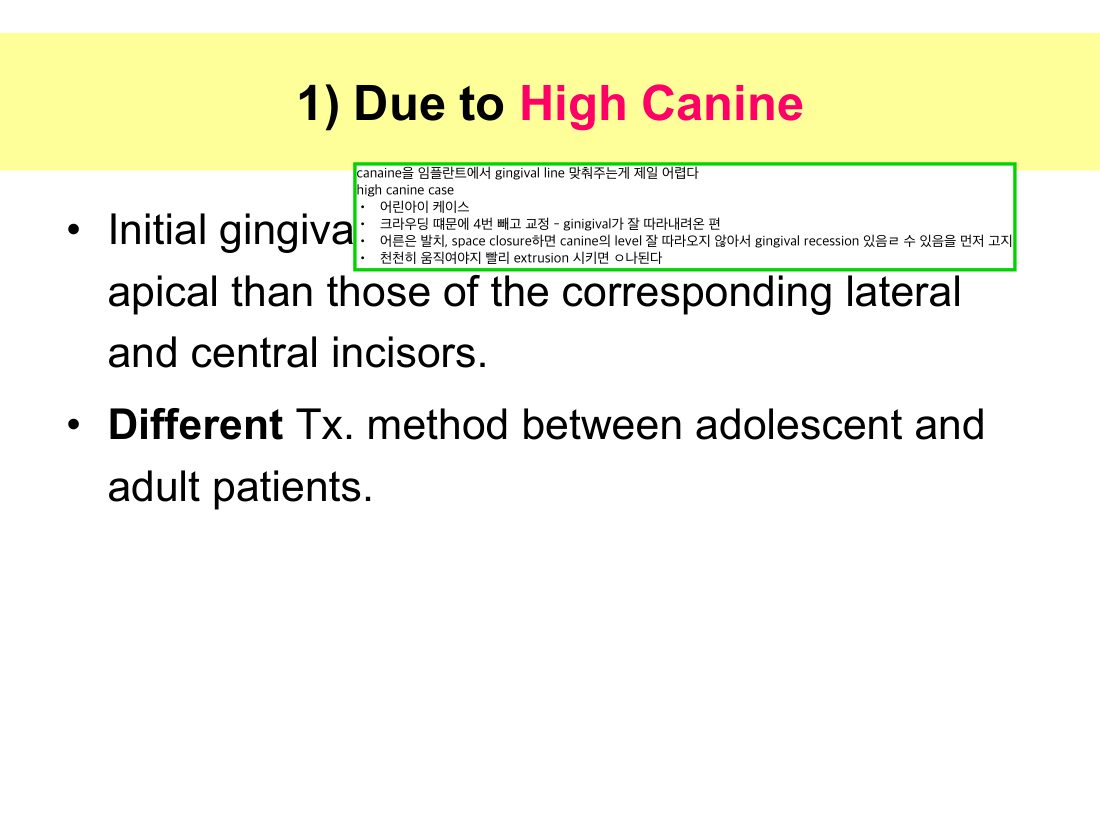 1) Due to High Canine
canaine을 임플란트에서 gingival line 맞춰주는게 제일 어렵다
high canine case
• 어린아이 케이스
• 크라우딩 떄문에 4번 빼고 교정 – ginigival가 잘 따라내려온 편
• 어른은 발치, space closure하면 canine의 level 잘 따라오지 않아서 gingival recession 있음ㄹ 수 있음을 먼저 고지
• 천천히 움직여야지 빨리 extrusion 시키면 ㅇ나된다
• Initial gingiva
apical than those of the corresponding lateral
and central incisors.
• Different Tx. method between adolescent and
adult patients.